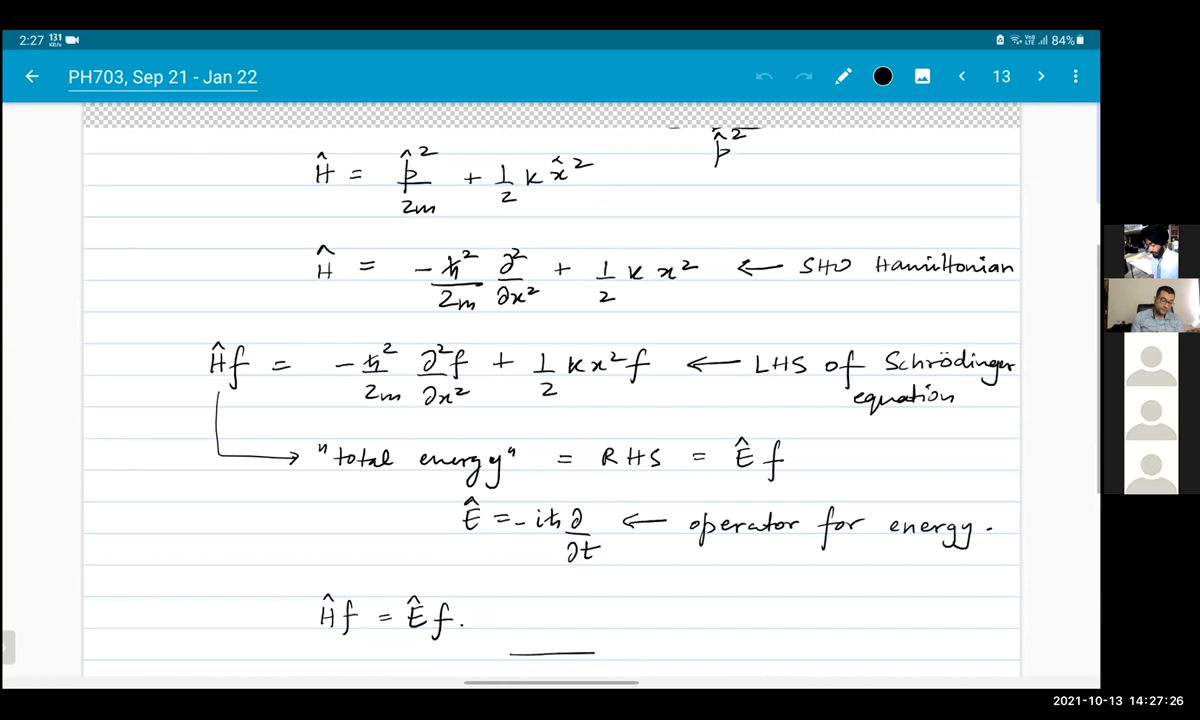 2:27 131 KB/s 84%
PH703, Sep 21 - Jan 22 13
p̂²
Ĥ = p̂²/2m + 1/2 k x̂²
Ĥ = -ħ²/2m ∂²/∂x² + 1/2 k x² ← SHO Hamiltonian
Ĥf = -ħ²/2m ∂²f/∂x² + 1/2 kx²f ← LHS of Schrödinger
equation
→ "total energy" = RHS = Ê f
Ê = -iħ ∂/∂t ← operator for energy.
Ĥf = Êf.
2021-10-13 14:27:26